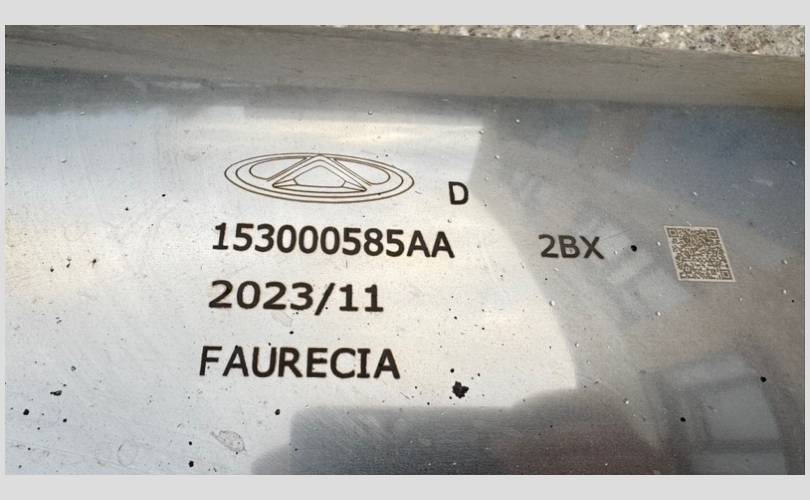 D
153000585AA 2BX
2023/11
FAURECIA